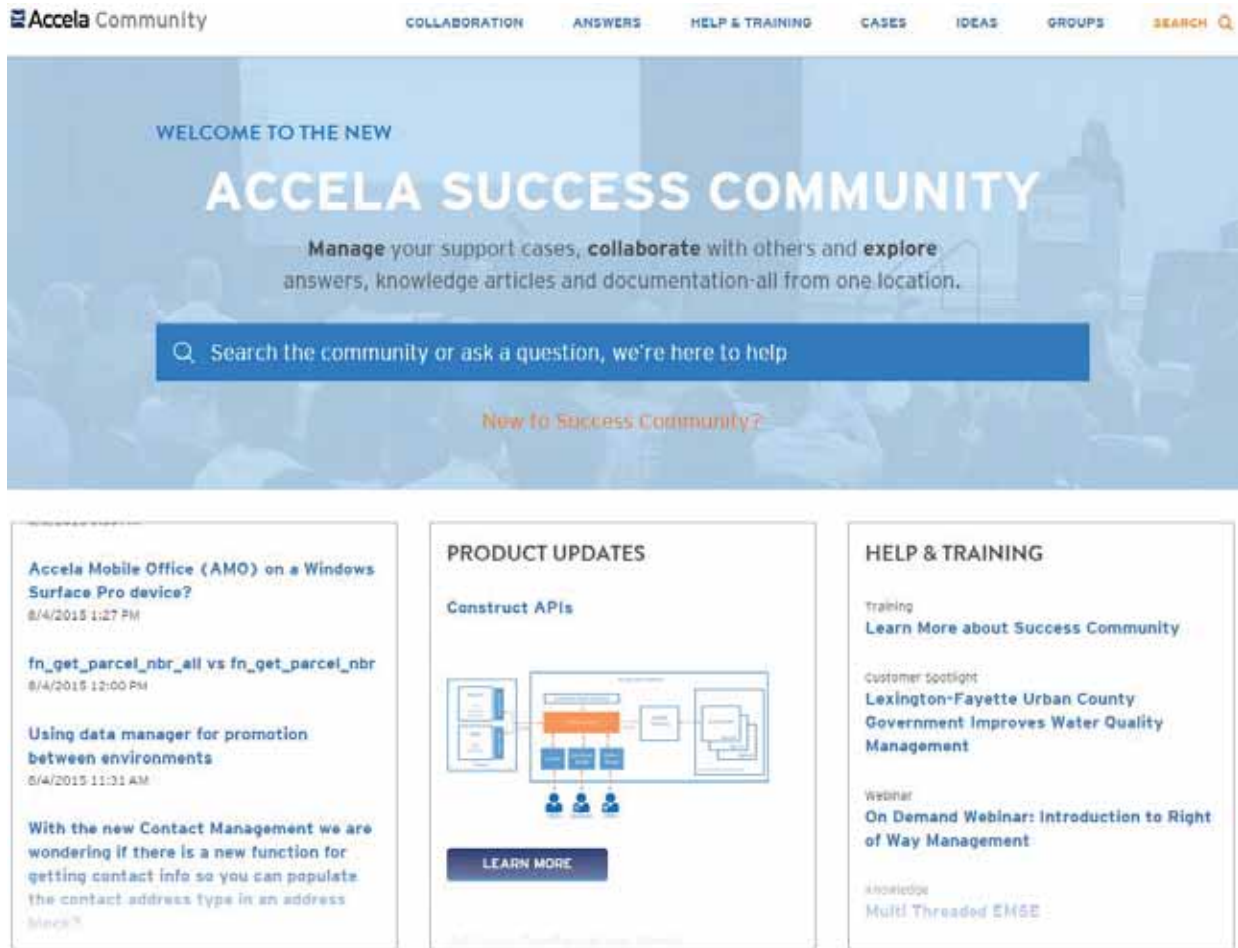 Accela Community
COLLABORATION ANSWERS HELP & TRAINING CASES IDEAS GROUPS SEARCH
WELCOME TO THE NEW
ACCELA SUCCESS COMMUNITY
Manage your support cases, collaborate with others and explore
answers, knowledge articles and documentation-all from one location.
Search the community or ask a question, we're here to help
New to Success Community?
Accela Mobile Office (AMO) on a Windows
Surface Pro device?
8/4/2015 1:27 PM
fn_get_parcel_nbr_all vs fn_get_parcel_nbr
8/4/2015 12:00 PM
Using data manager for promotion
between environments
8/4/2015 11:31 AM
With the new Contact Management we are
wondering if there is a new function for
getting contact info so you can populate
the contact address type in an address
block?
PRODUCT UPDATES
Construct APIs
LEARN MORE
HELP & TRAINING
Training
Learn More about Success Community
Customer Spotlight
Lexington-Fayette Urban County
Government Improves Water Quality
Management
Webinar
On Demand Webinar: Introduction to Right
of Way Management
Knowledge
Multi Threaded EMSE